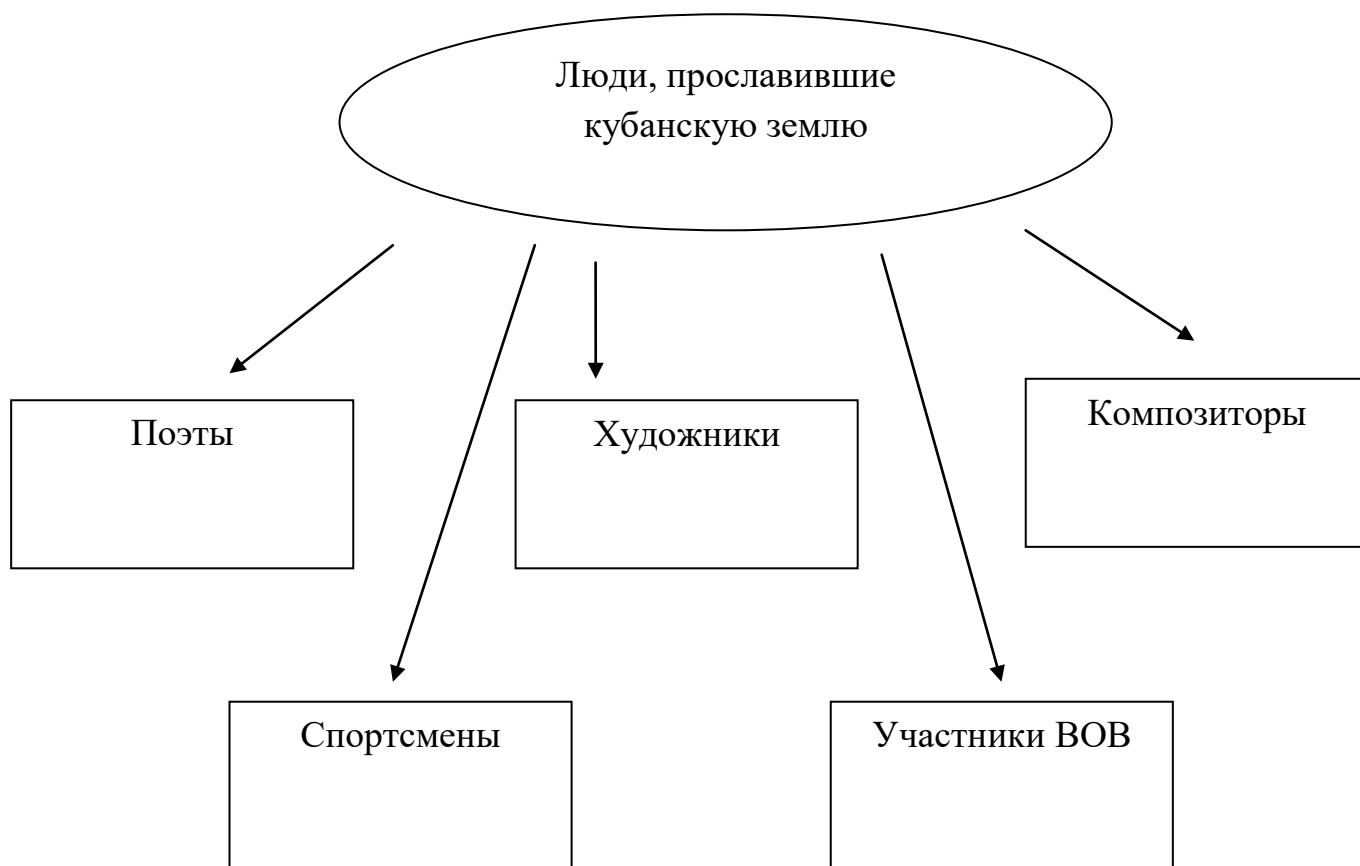 Люди, прославившие
кубанскую землю
Поэты
Художники
Композиторы
Спортсмены
Участники ВОВ